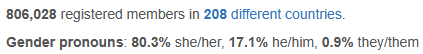 806,028 registered members in 208 different countries.
Gender pronouns: 80.3% she/her, 17.1% he/him, 0.9% they/them